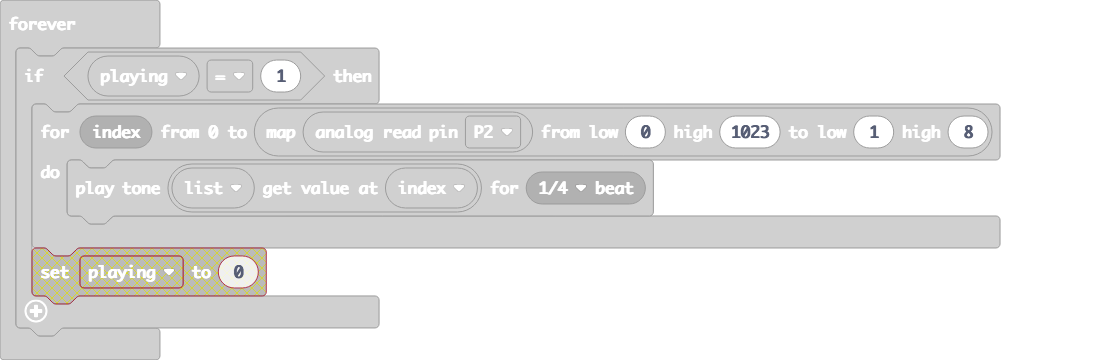 forever
if playing = 1 then
for index from 0 to map analog read pin P2 from low 0 high 1023 to low 1 high 8
do
play tone list get value at index for 1/4 beat
set playing to 0